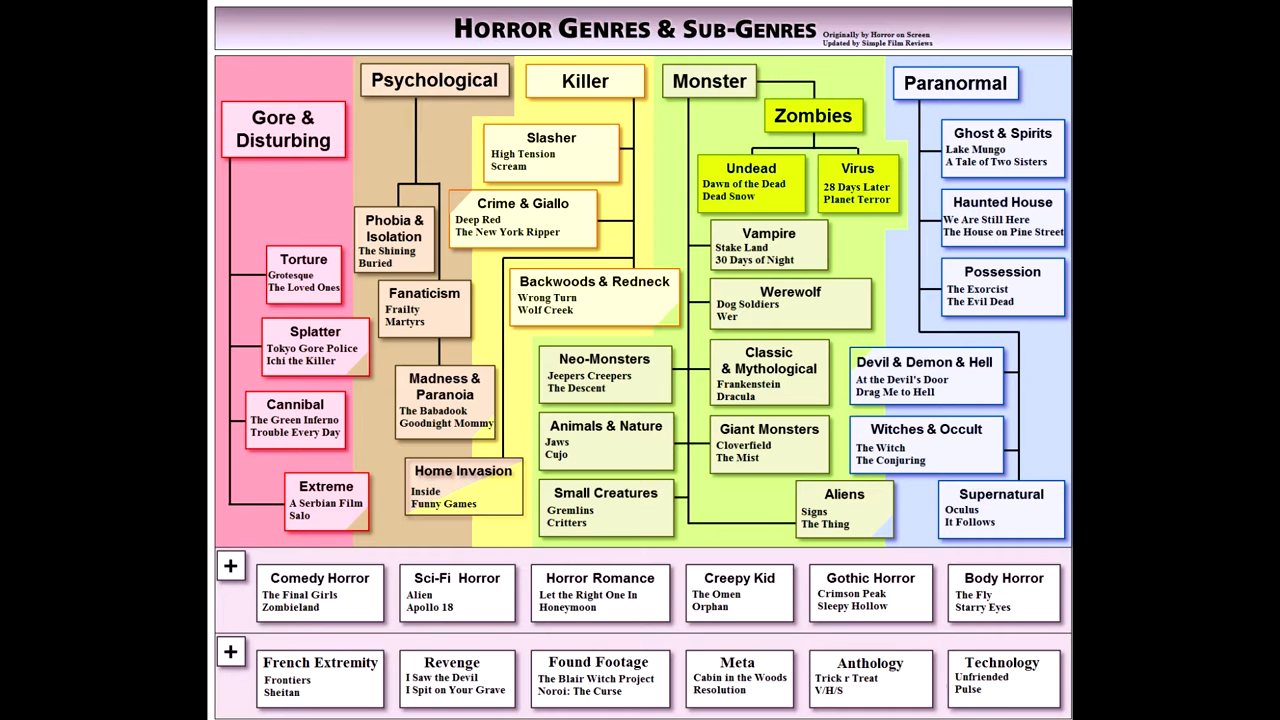 HORROR GENRES & SUB-GENRES
Originally by Horror on Screen
Updated by Simple Film Reviews
Gore &
Disturbing
Torture
Grotesque
The Loved Ones
Splatter
Tokyo Gore Police
Ichi the Killer
Cannibal
The Green Inferno
Trouble Every Day
Extreme
A Serbian Film
Salo
Psychological
Phobia &
Isolation
The Shining
Buried
Fanaticism
Frailty
Martyrs
Madness &
Paranoia
The Babadook
Goodnight Mommy
Home Invasion
Inside
Funny Games
Killer
Slasher
High Tension
Scream
Crime & Giallo
Deep Red
The New York Ripper
Backwoods & Redneck
Wrong Turn
Wolf Creek
Monster
Zombies
Undead
Dawn of the Dead
Dead Snow
Virus
28 Days Later
Planet Terror
Vampire
Stake Land
30 Days of Night
Werewolf
Dog Soldiers
Wer
Neo-Monsters
Jeepers Creepers
The Descent
Classic
& Mythological
Frankenstein
Dracula
Animals & Nature
Jaws
Cujo
Giant Monsters
Cloverfield
The Mist
Small Creatures
Gremlins
Critters
Aliens
Signs
The Thing
Paranormal
Ghost & Spirits
Lake Mungo
A Tale of Two Sisters
Haunted House
We Are Still Here
The House on Pine Street
Possession
The Exorcist
The Evil Dead
Devil & Demon & Hell
At the Devil's Door
Drag Me to Hell
Witches & Occult
The Witch
The Conjuring
Supernatural
Oculus
It Follows
+
Comedy Horror
The Final Girls
Zombieland
Sci-Fi Horror
Alien
Apollo 18
Horror Romance
Let the Right One In
Honeymoon
Creepy Kid
The Omen
Orphan
Gothic Horror
Crimson Peak
Sleepy Hollow
Body Horror
The Fly
Starry Eyes
+
French Extremity
Frontiers
Sheitan
Revenge
I Saw the Devil
I Spit on Your Grave
Found Footage
The Blair Witch Project
Noroi: The Curse
Meta
Cabin in the Woods
Resolution
Anthology
Trick r Treat
V/H/S
Technology
Unfriended
Pulse